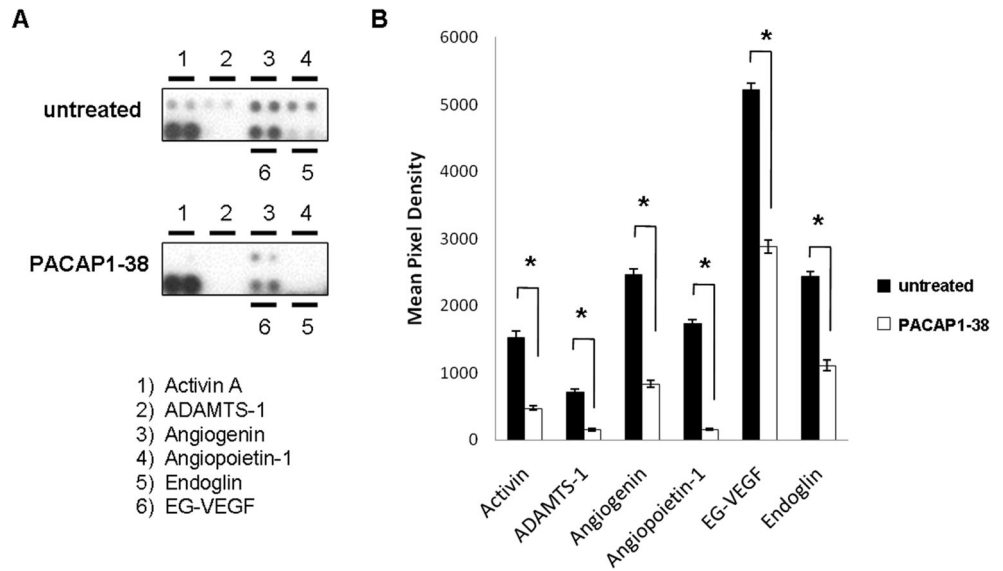 A
1 2 3 4
untreated
6 5
1 2 3 4
PACAP1-38
6 5
1) Activin A
2) ADAMTS-1
3) Angiogenin
4) Angiopoietin-1
5) Endoglin
6) EG-VEGF
B
Mean Pixel Density
6000
5000
4000
3000
2000
1000
0
* * * * * *
Activin
ADAMTS-1
Angiogenin
Angiopoietin-1
EG-VEGF
Endoglin
untreated
PACAP1-38